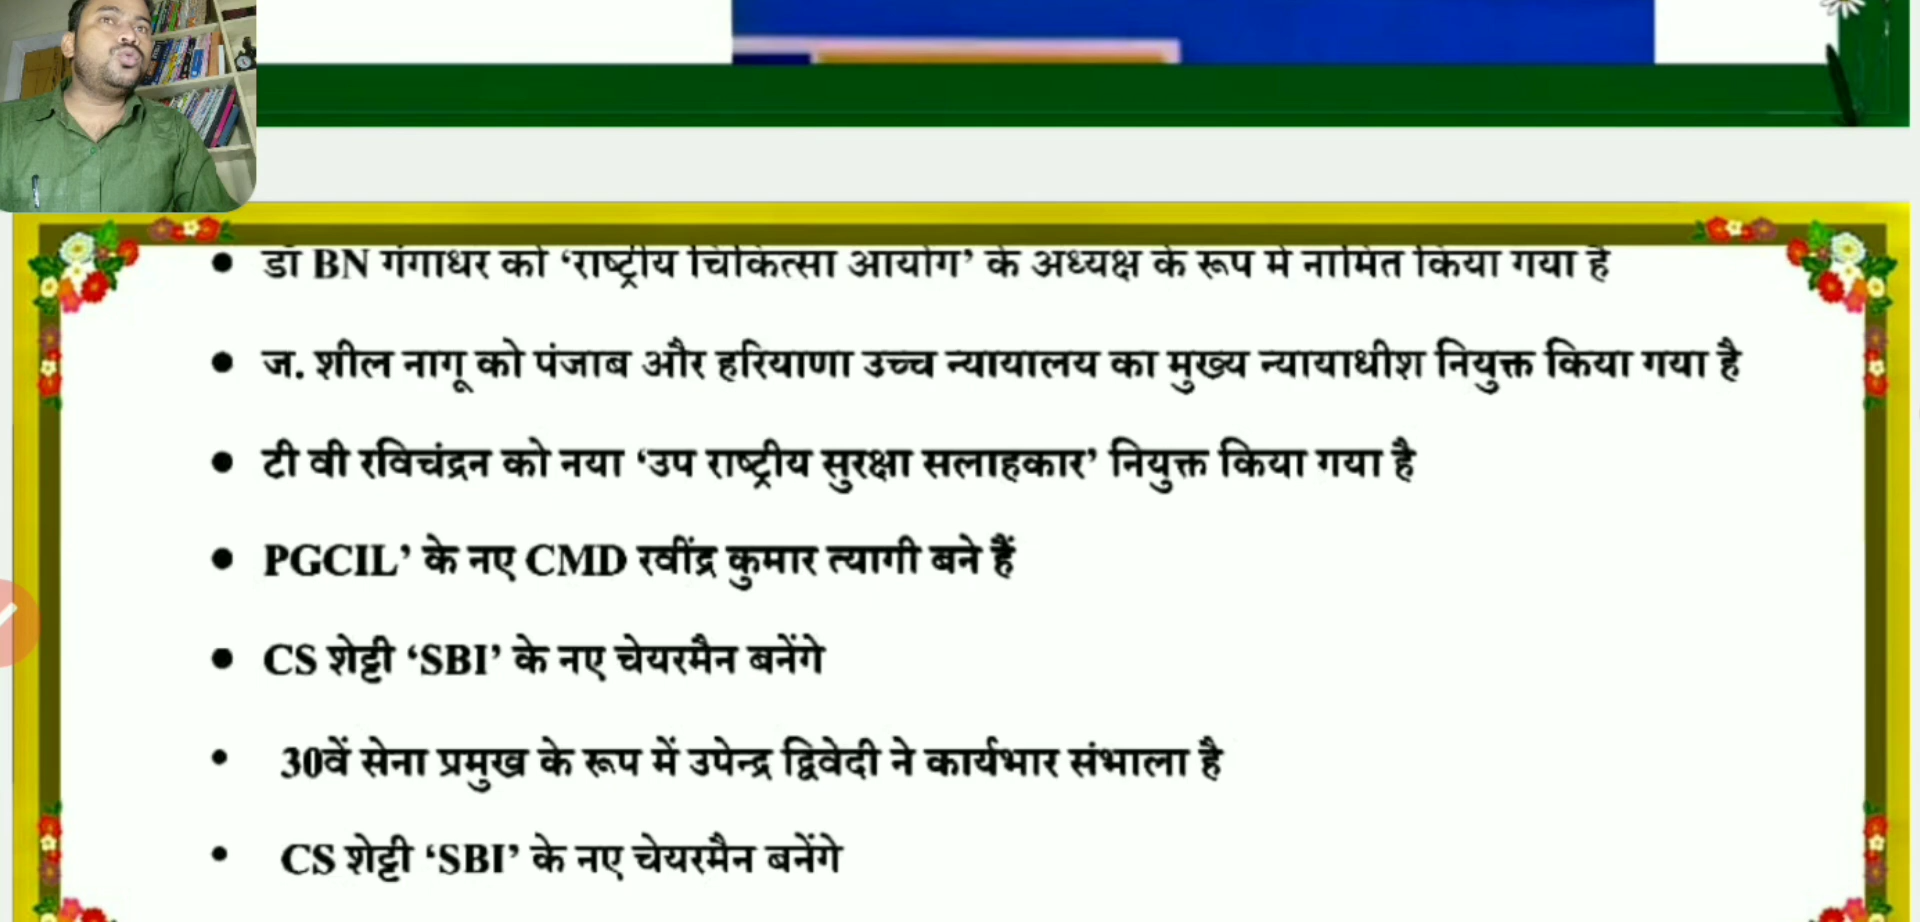 • डॉ BN गंगाधर को ‘राष्ट्रीय चिकित्सा आयोग’ के अध्यक्ष के रूप में नामित किया गया है
• ज. शील नागू को पंजाब और हरियाणा उच्च न्यायालय का मुख्य न्यायाधीश नियुक्त किया गया है
• टी वी रविचंद्रन को नया ‘उप राष्ट्रीय सुरक्षा सलाहकार’ नियुक्त किया गया है
• PGCIL’ के नए CMD रवींद्र कुमार त्यागी बने हैं
• CS शेट्टी ‘SBI’ के नए चेयरमैन बनेंगे
• 30वें सेना प्रमुख के रूप में उपेन्द्र द्विवेदी ने कार्यभार संभाला है
• CS शेट्टी ‘SBI’ के नए चेयरमैन बनेंगे